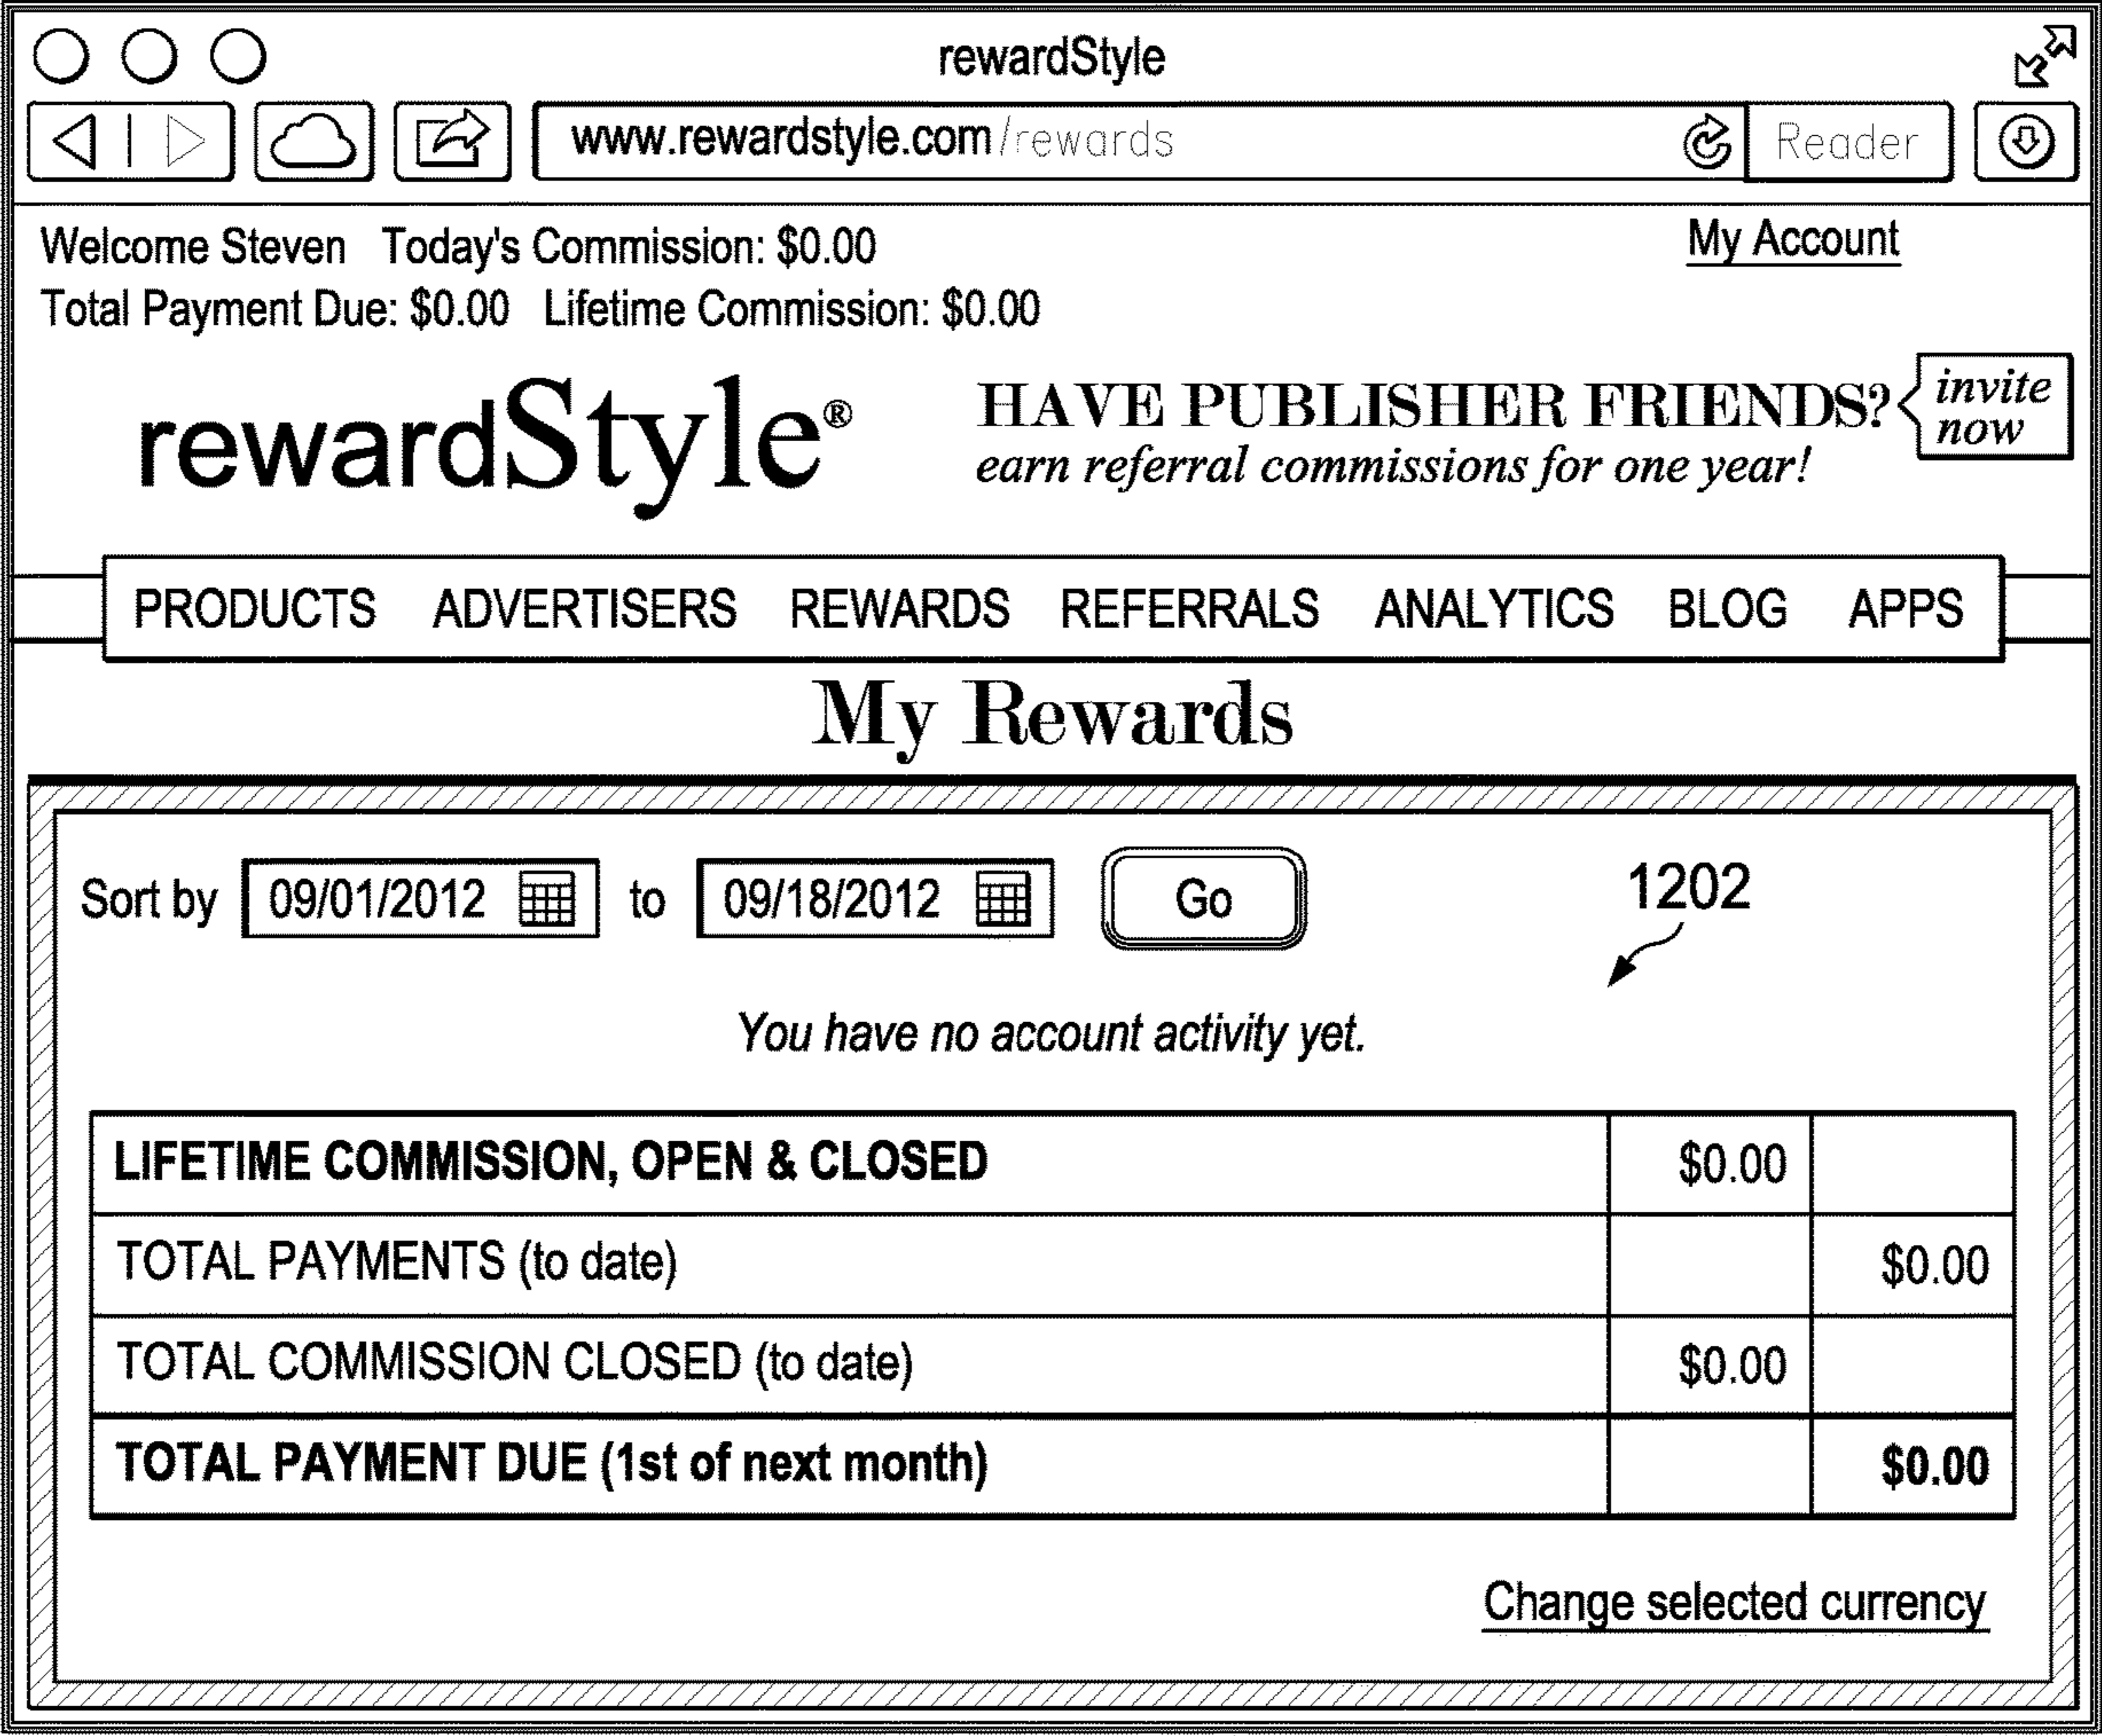 rewardStyle
www.rewardstyle.com/rewards Reader
Welcome Steven Today's Commission: $0.00 My Account
Total Payment Due: $0.00 Lifetime Commission: $0.00
rewardStyle® HAVE PUBLISHER FRIENDS? invite now
earn referral commissions for one year!
PRODUCTS ADVERTISERS REWARDS REFERRALS ANALYTICS BLOG APPS
My Rewards
Sort by 09/01/2012 to 09/18/2012 Go 1202
You have no account activity yet.
LIFETIME COMMISSION, OPEN & CLOSED $0.00
TOTAL PAYMENTS (to date) $0.00
TOTAL COMMISSION CLOSED (to date) $0.00
TOTAL PAYMENT DUE (1st of next month) $0.00
Change selected currency